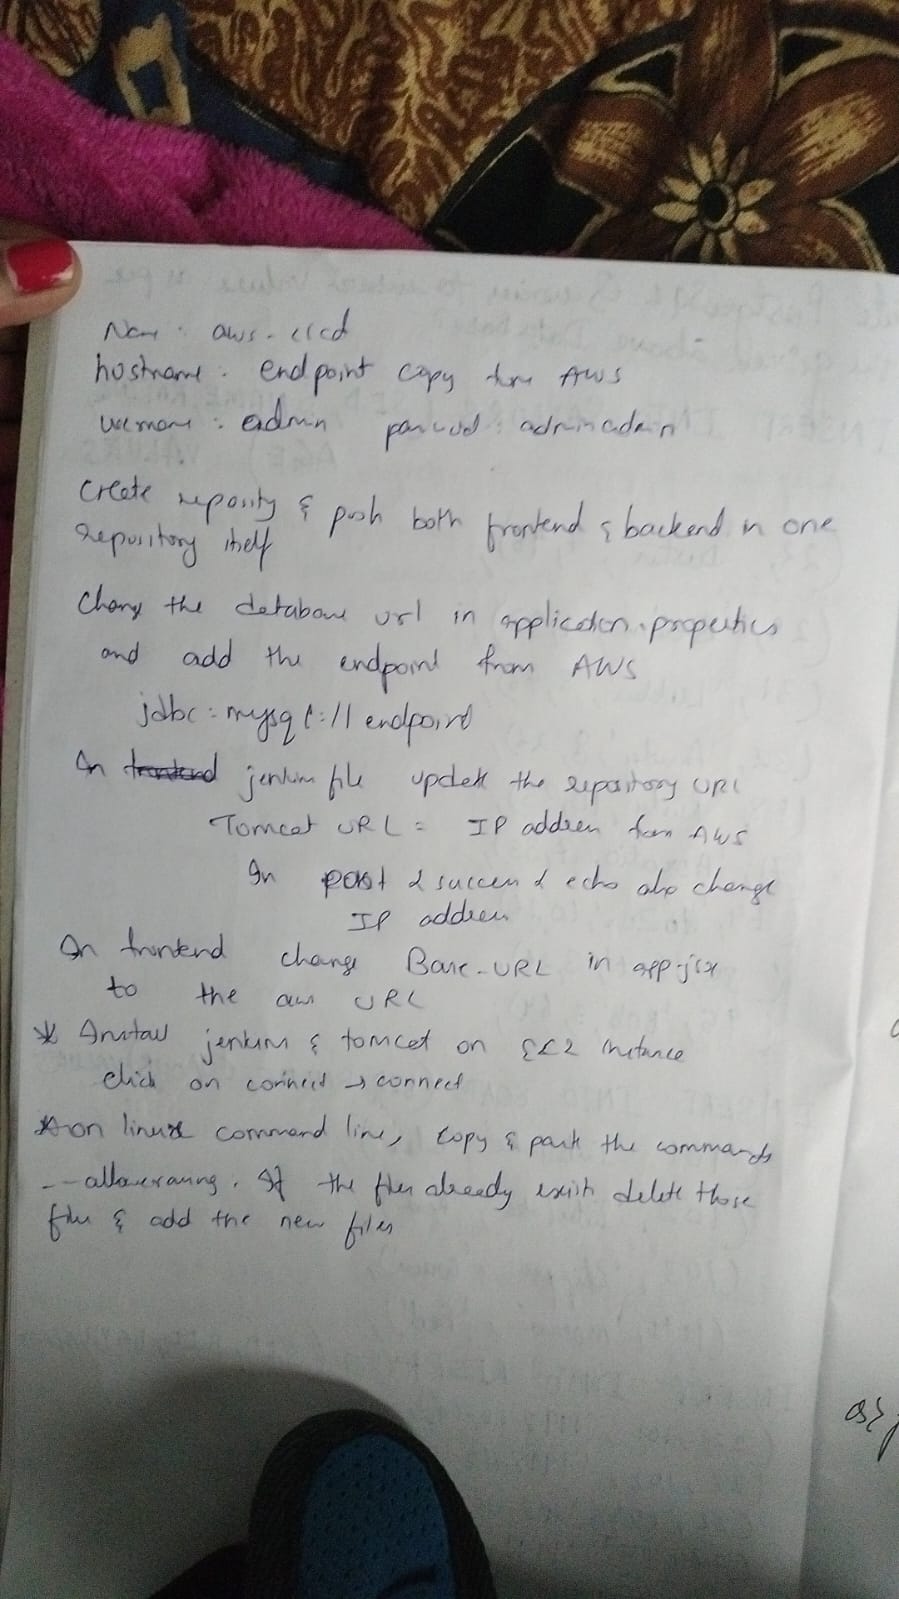 Name : aws-cicd
hostname : endpoint copy from AWS
username : admin password : adminadmin
Create reposity & push both frontend & backend in one
repository itself
Change the database url in application.properties
and add the endpoint from AWS
jdbc:mysql://endpoint
In frontend jenkins file update the repository URL
Tomcat URL = IP address from AWS
In post & success & echo also change
IP address
In frontend change Base-URL in app.jsx
to the aws URL
* Install jenkins & tomcat on EC2 instance
click on connect → connect
* on linux command line, copy & paste the commands
If the files already exist delete those
files & add the new files